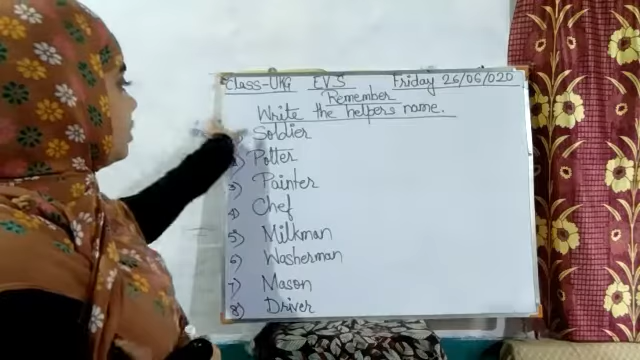 Class-UKG EVS Friday 26/06/020
Remember
Write the helpers name.
Soldier
2) Potter
3) Painter
4) Chef
5) Milkman
6) Washerman
7) Mason
8) Driver